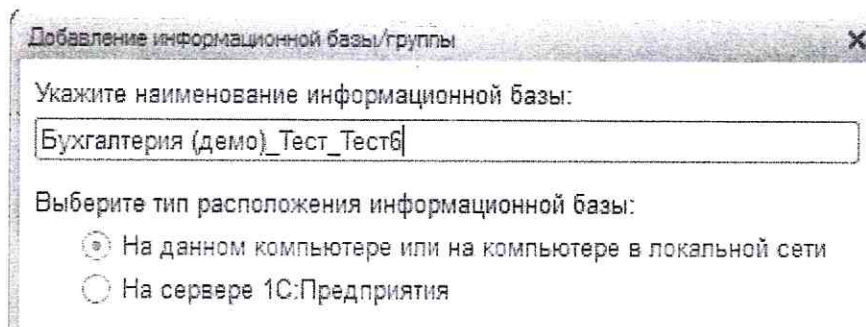 Добавление информационной базы/группы
Укажите наименование информационной базы:
Бухгалтерия (демо)_Тест_Тест6
Выберите тип расположения информационной базы:
На данном компьютере или на компьютере в локальной сети
На сервере 1С:Предприятия